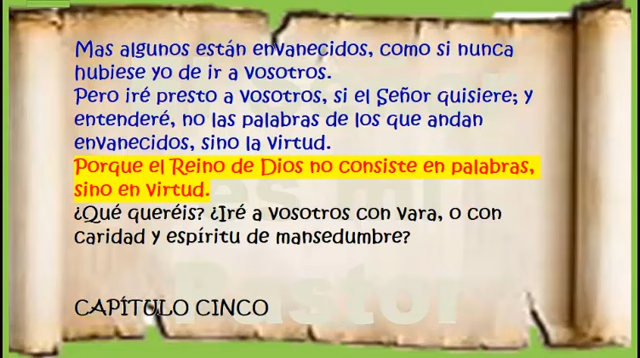 Mas algunos están envanecidos, como si nunca
hubiese yo de ir a vosotros.
Pero iré presto a vosotros, si el Señor quisiere; y
entenderé, no las palabras de los que andan
envanecidos, sino la virtud.
Porque el Reino de Dios no consiste en palabras,
sino en virtud.
¿Qué queréis? ¿Iré a vosotros con vara, o con
caridad y espíritu de mansedumbre?
CAPÍTULO CINCO
es mi
Pastor